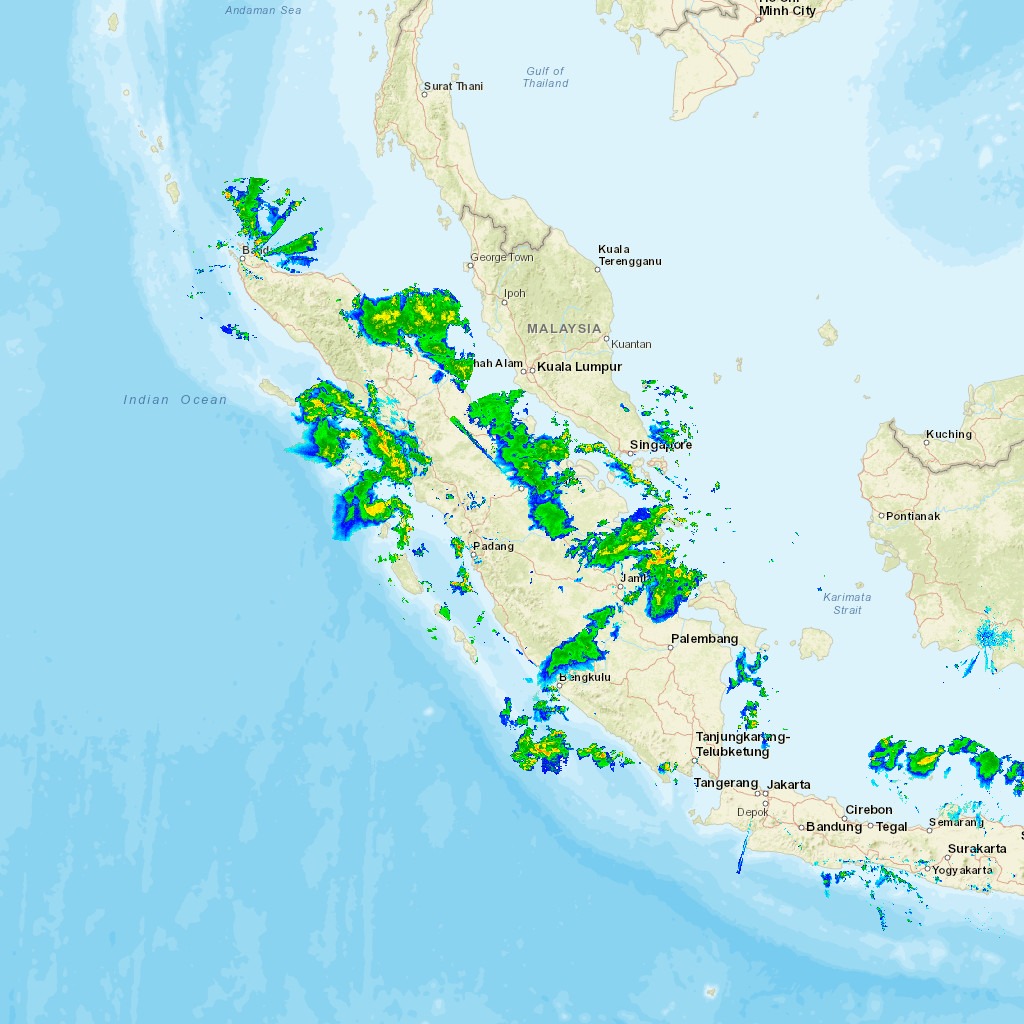 Andaman Sea
Minh City
Gulf of
Thailand
Surat Thani
George Town
Kuala
Terengganu
Ipoh
MALAYSIA
Kuantan
Alam
Kuala Lumpur
Indian Ocean
Singapore
Kuching
Pontianak
Padang
Karimata
Strait
Palembang
Bengkulu
Tanjungkarang-
Telubketung
Tangerang
Jakarta
Depok
Cirebon
Bandung
Tegal
Semarang
Surakarta
Yogyakarta